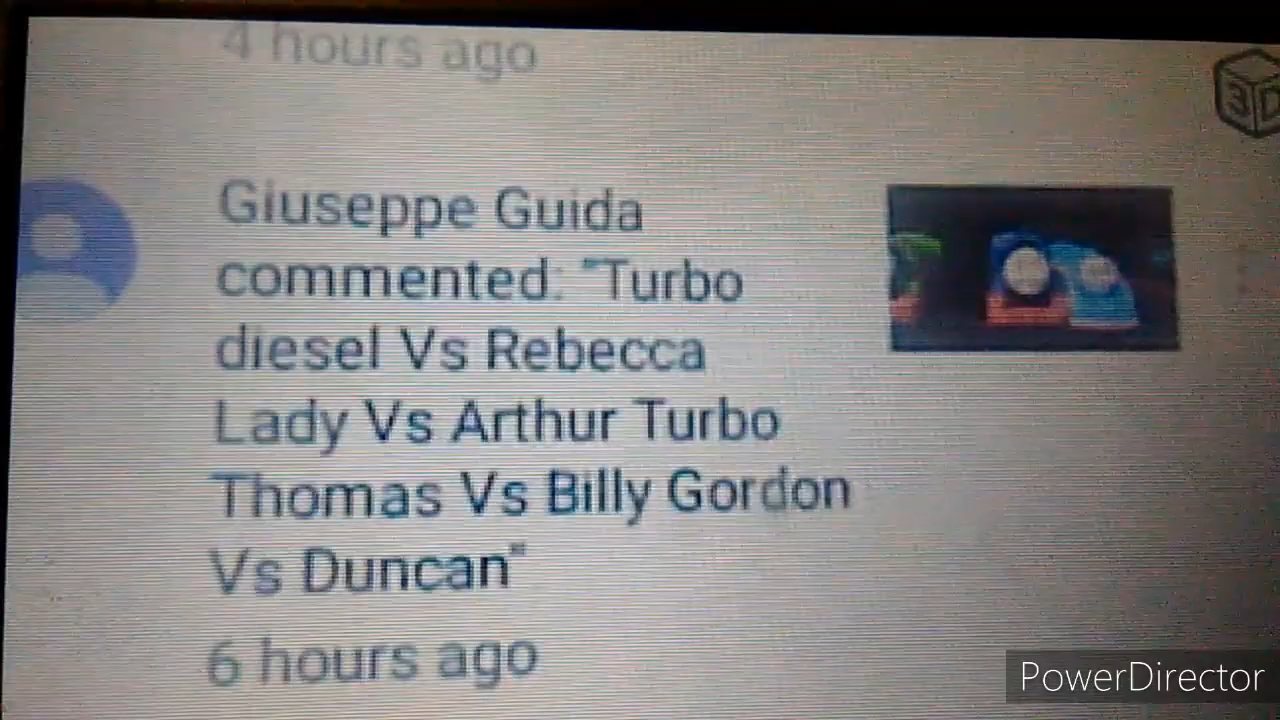 4 hours ago
3D
Giuseppe Guida
commented: "Turbo
diesel Vs Rebecca
Lady Vs Arthur Turbo
Thomas Vs Billy Gordon
Vs Duncan"
6 hours ago
PowerDirector